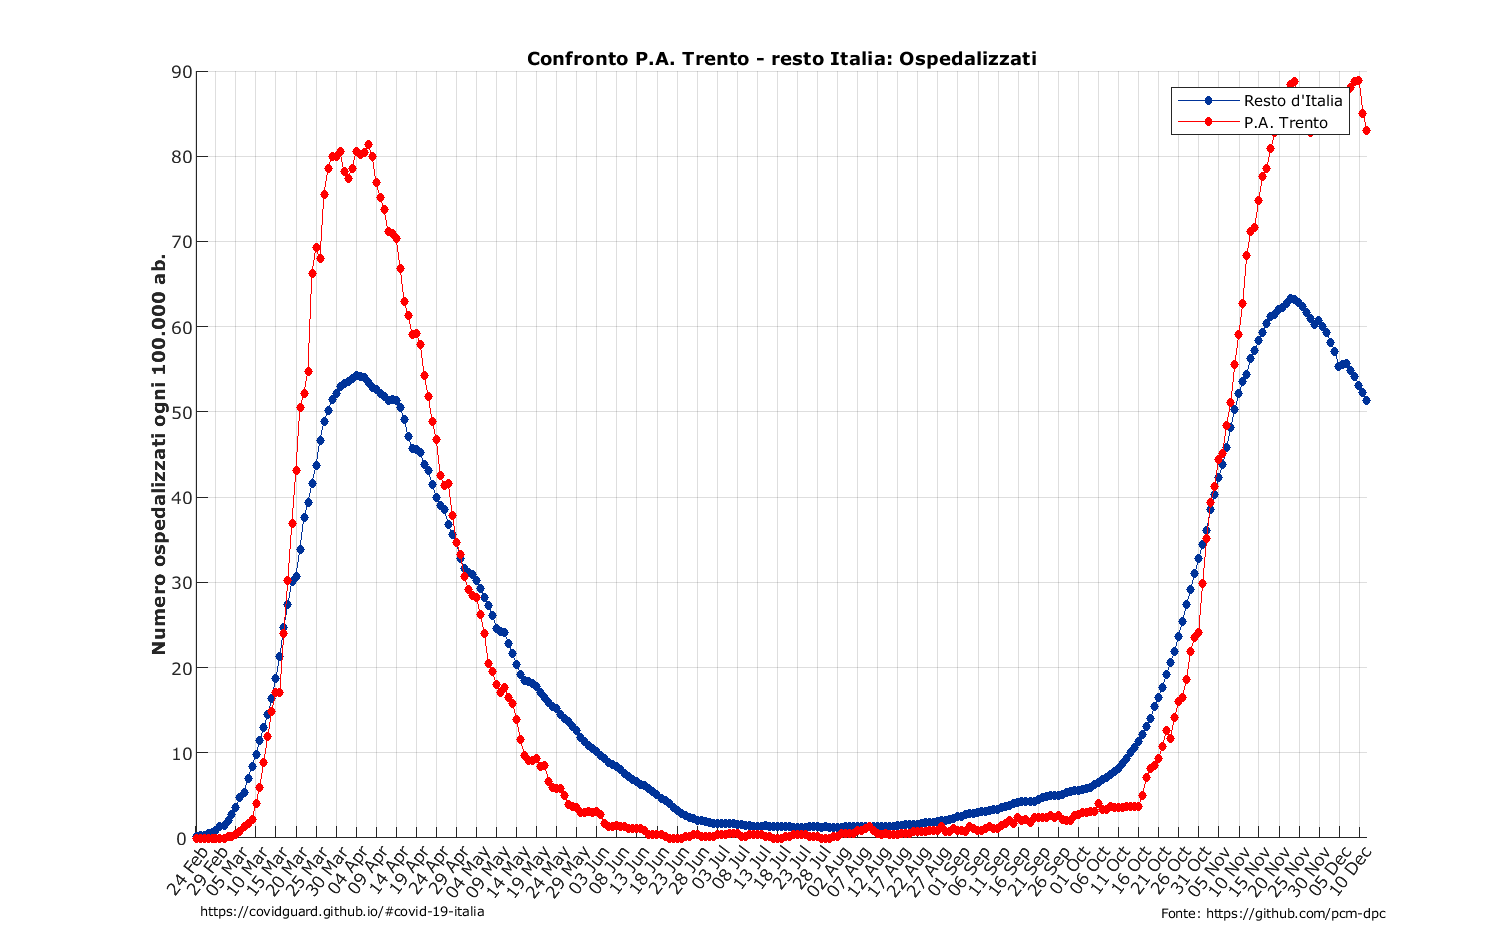 Confronto P.A. Trento - resto Italia: Ospedalizzati
Resto d'Italia
P.A. Trento
Numero ospedalizzati ogni 100.000 ab.
90
80
70
60
50
40
30
20
10
0
24 Feb
29 Feb
05 Mar
10 Mar
15 Mar
20 Mar
25 Mar
30 Mar
04 Apr
09 Apr
14 Apr
19 Apr
24 Apr
29 Apr
04 May
09 May
14 May
19 May
24 May
29 May
03 Jun
08 Jun
13 Jun
18 Jun
23 Jun
28 Jun
03 Jul
08 Jul
13 Jul
18 Jul
23 Jul
28 Jul
02 Aug
07 Aug
12 Aug
17 Aug
22 Aug
27 Aug
01 Sep
06 Sep
11 Sep
16 Sep
21 Sep
26 Sep
01 Oct
06 Oct
11 Oct
16 Oct
21 Oct
26 Oct
31 Oct
05 Nov
10 Nov
15 Nov
20 Nov
25 Nov
30 Nov
05 Dec
10 Dec
https://covidguard.github.io/#covid-19-italia
Fonte: https://github.com/pcm-dpc